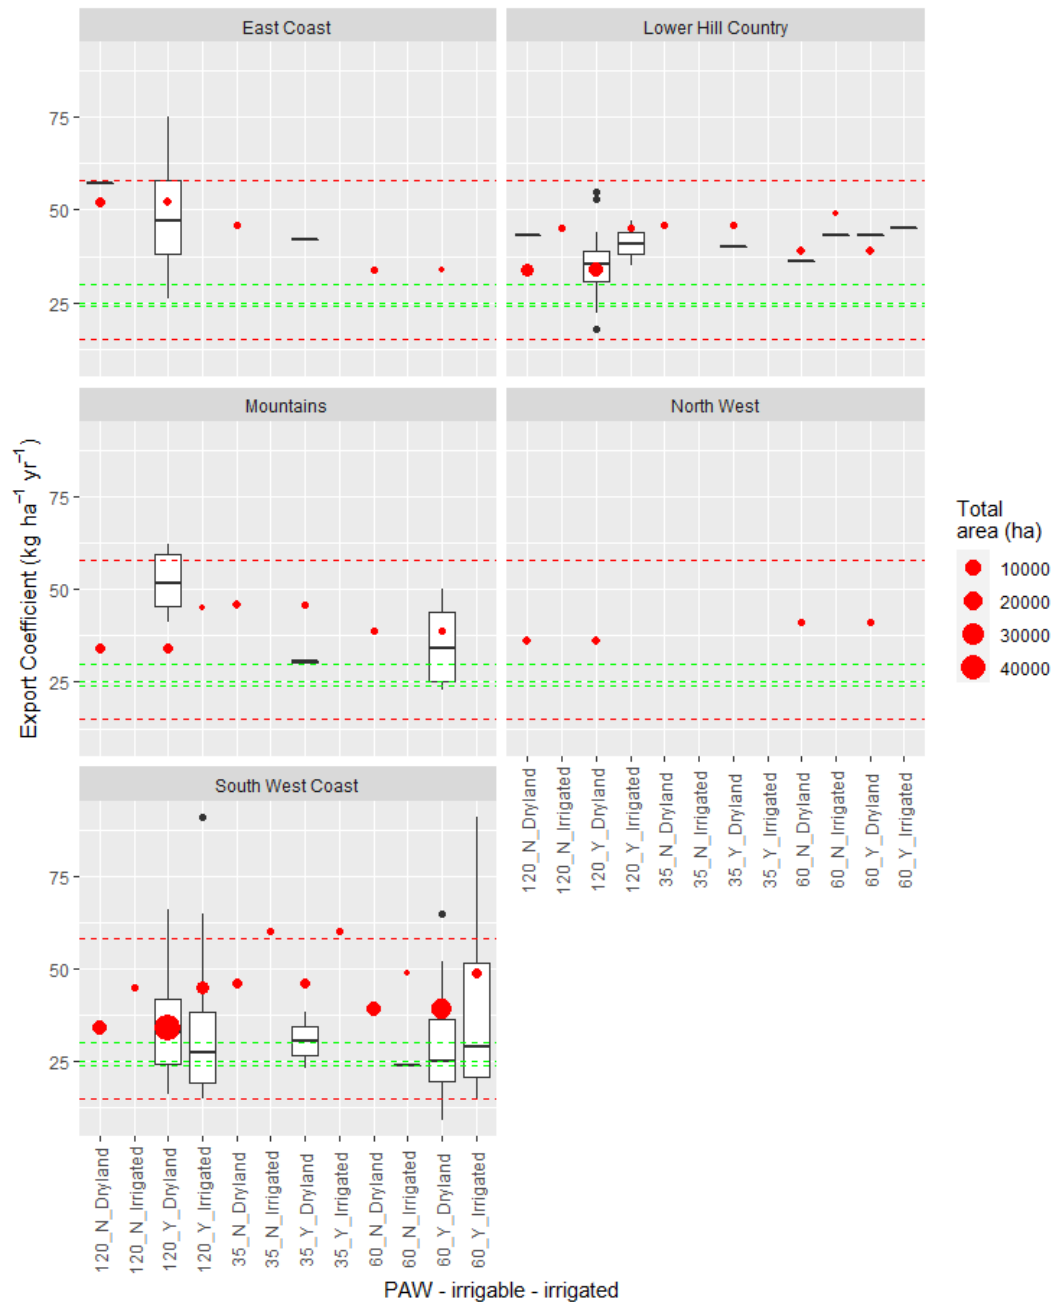 East Coast
Lower Hill Country
75
50
25
Mountains
North West
75
50
25
Export Coefficient (kg ha⁻¹ yr⁻¹)
Total
area (ha)
10000
20000
30000
40000
South West Coast
120_N_Dryland
120_N_Irrigated
120_Y_Dryland
120_Y_Irrigated
35_N_Dryland
35_N_Irrigated
35_Y_Dryland
35_Y_Irrigated
60_N_Dryland
60_N_Irrigated
60_Y_Dryland
60_Y_Irrigated
75
50
25
120_N_Dryland
120_N_Irrigated
120_Y_Dryland
120_Y_Irrigated
35_N_Dryland
35_N_Irrigated
35_Y_Dryland
35_Y_Irrigated
60_N_Dryland
60_N_Irrigated
60_Y_Dryland
60_Y_Irrigated
PAW - irrigable - irrigated